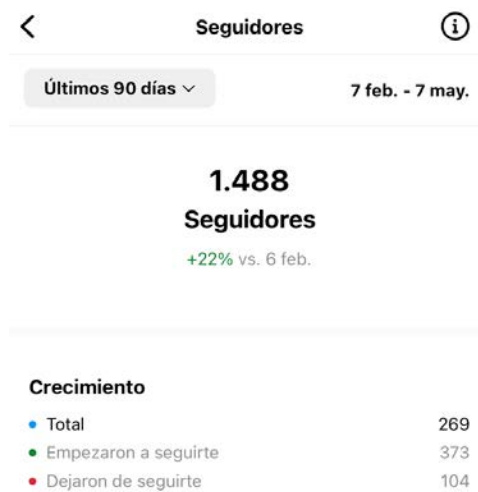 Seguidores
Últimos 90 días
7 feb. - 7 may.
1.488
Seguidores
+22% vs. 6 feb.
Crecimiento
Total 269
Empezaron a seguirte 373
Dejaron de seguirte 104